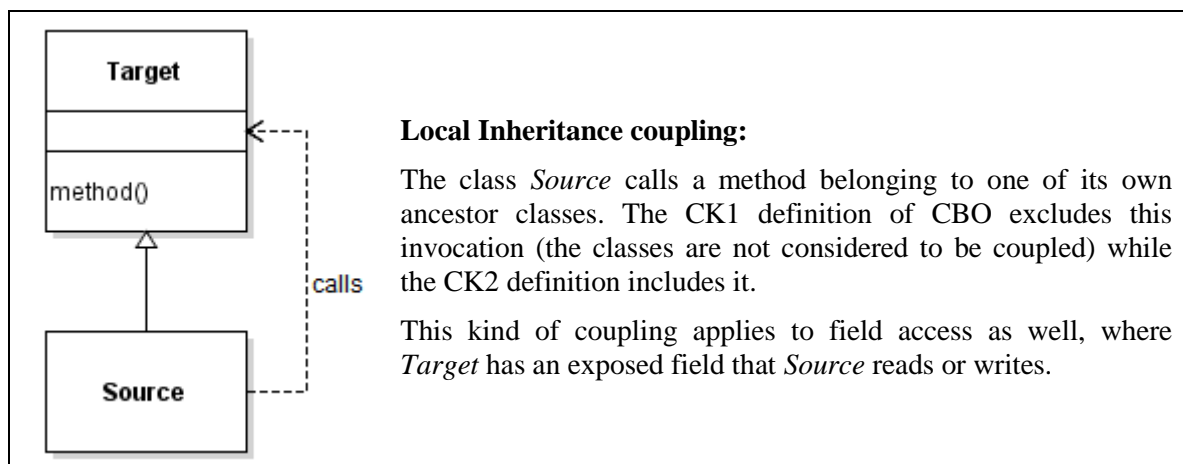 Target
method()
calls
Source
Local Inheritance coupling:
The class Source calls a method belonging to one of its own
ancestor classes. The CK1 definition of CBO excludes this
invocation (the classes are not considered to be coupled) while
the CK2 definition includes it.
This kind of coupling applies to field access as well, where
Target has an exposed field that Source reads or writes.